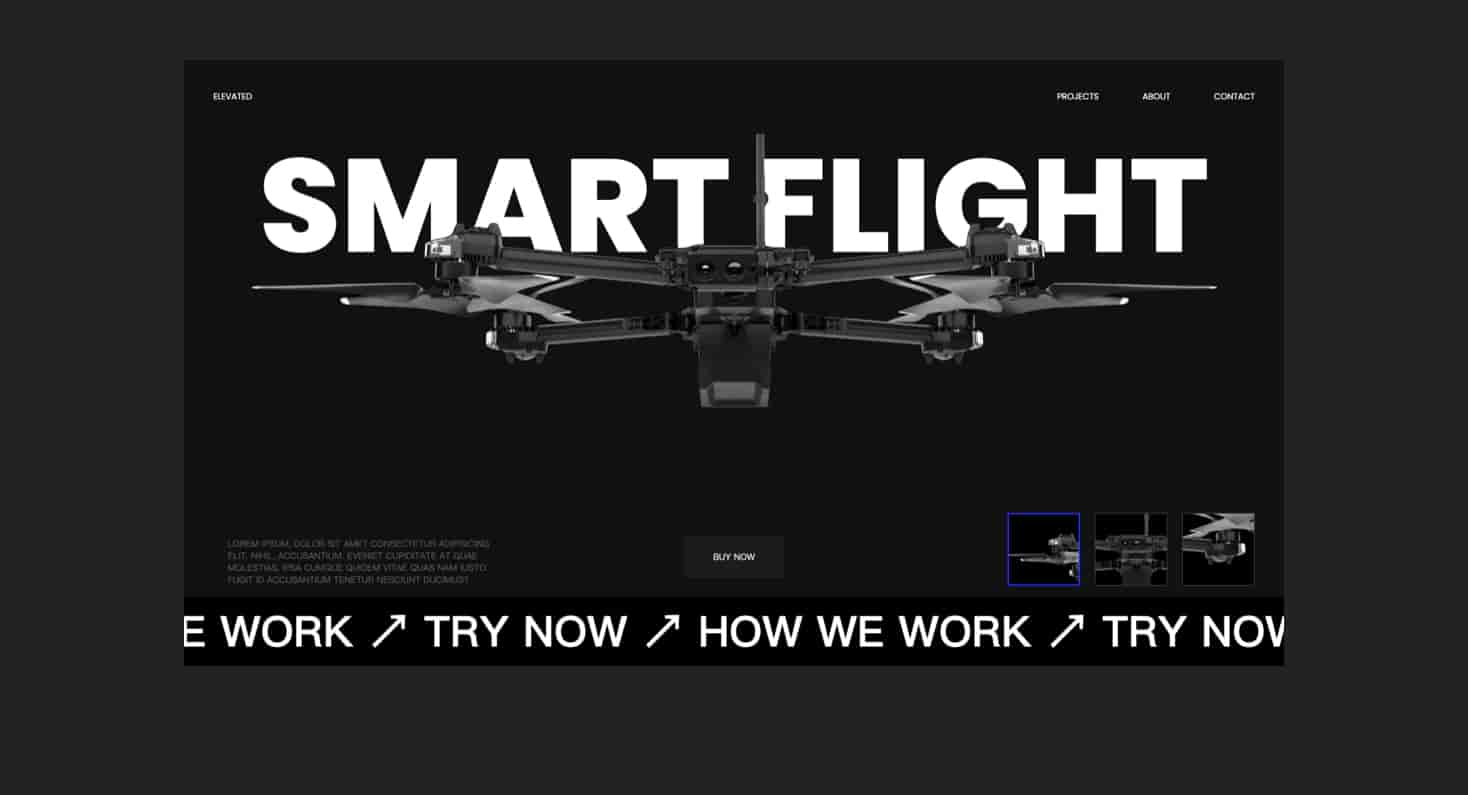 ELEVATED
PROJECTS ABOUT CONTACT
SMART FLIGHT
LOREM IPSUM, DOLOR SIT AMET CONSECTETUR ADIPISICING
ELIT. NIHIL, ACCUSANTIUM. EVENIET CUPIDITATE AT QUAE
MOLESTIAS, IPSA CUMQUE QUIDEM VITAE QUAS NAM IUSTO
FUGIT ID ACCUSANTIUM TENETUR NESCIUNT DUCIMUS?
BUY NOW
E WORK ↗ TRY NOW ↗ HOW WE WORK ↗ TRY NOW